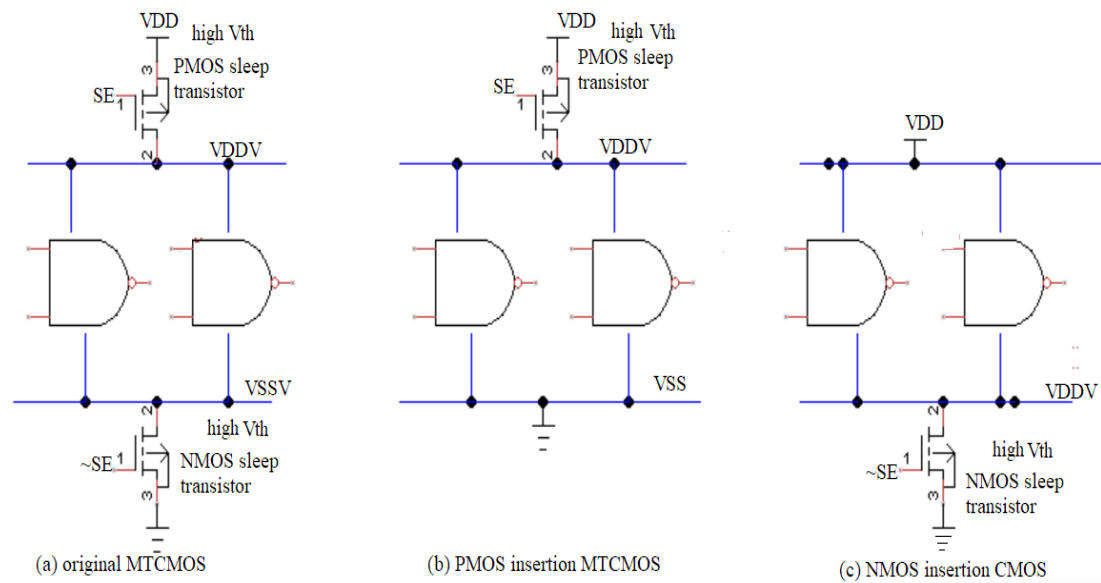 VDD
high Vth
3
PMOS sleep
transistor
SE
1
2
VDDV
VSSV
2
high Vth
~SE
1
NMOS sleep
transistor
3
(a) original MTCMOS
VDD
high Vth
3
PMOS sleep
transistor
SE
1
2
VDDV
VSS
(b) PMOS insertion MTCMOS
VDD
VDDV
2
high Vth
~SE
1
NMOS sleep
transistor
3
(c) NMOS insertion CMOS